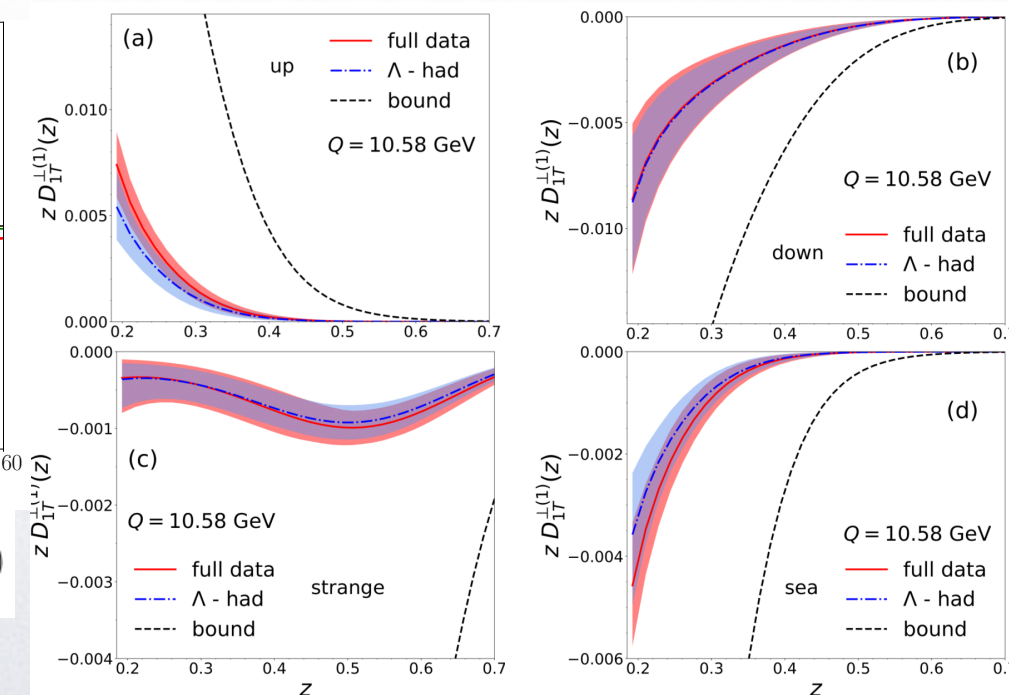 (a)
up
full data
Λ - had
bound
Q = 10.58 GeV
z D_{1T}^{⊥(1)}(z)
0.010
0.005
0.000
0.2 0.3 0.4 0.5 0.6 0.7
(b)
down
Q = 10.58 GeV
full data
Λ - had
bound
z D_{1T}^{⊥(1)}(z)
0.000
−0.005
−0.010
0.2 0.3 0.4 0.5 0.6 0.
60
(c)
Q = 10.58 GeV
full data
Λ - had
bound
strange
z D_{1T}^{⊥(1)}(z)
0.000
−0.001
−0.002
−0.003
−0.004
0.2 0.3 0.4 0.5 0.6 0.7
z
(d)
Q = 10.58 GeV
sea
full data
Λ - had
bound
z D_{1T}^{⊥(1)}(z)
0.000
−0.002
−0.004
−0.006
0.2 0.3 0.4 0.5 0.6 0.
z